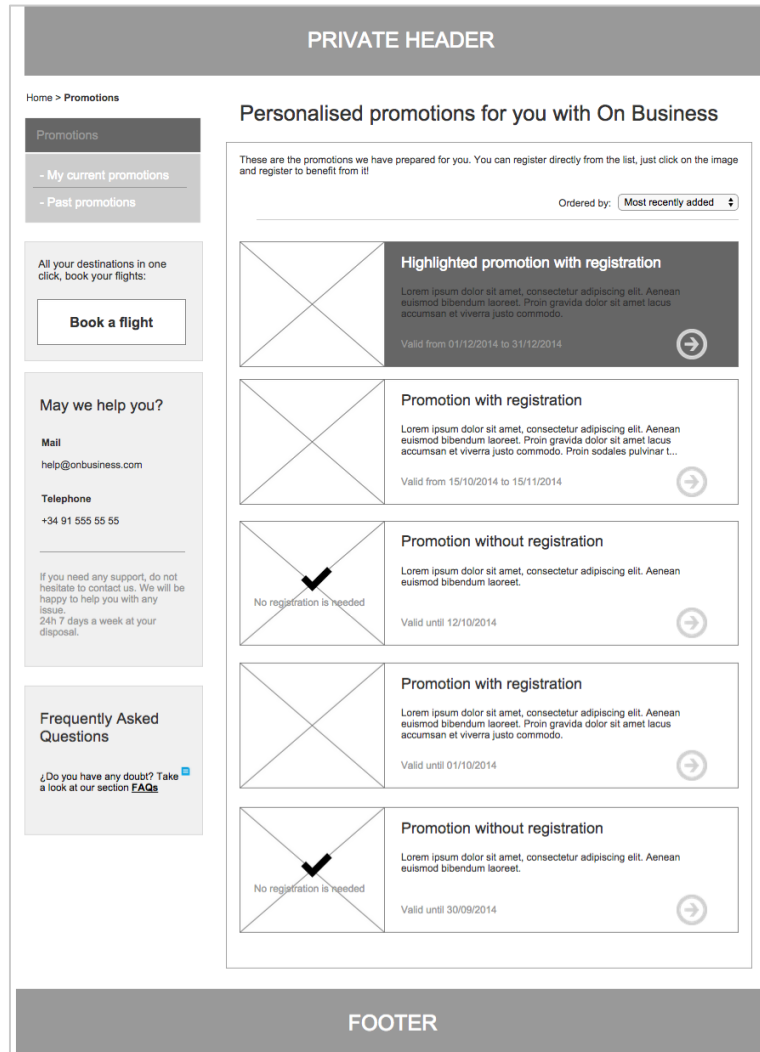 PRIVATE HEADER
Home > Promotions
Promotions
- My current promotions
- Past promotions
All your destinations in one
click, book your flights:
Book a flight
May we help you?
Mail
help@onbusiness.com
Telephone
+34 91 555 55 55
If you need any support, do not
hesitate to contact us. We will be
happy to help you with any
issue.
24h 7 days a week at your
disposal.
Frequently Asked
Questions
¿Do you have any doubt? Take
a look at our section FAQs
Personalised promotions for you with On Business
These are the promotions we have prepared for you. You can register directly from the list, just click on the image
and register to benefit from it!
Ordered by: Most recently added
Highlighted promotion with registration
Lorem ipsum dolor sit amet, consectetur adipiscing elit. Aenean
euismod bibendum laoreet. Proin gravida dolor sit amet lacus
accumsan et viverra justo commodo.
Valid from 01/12/2014 to 31/12/2014
Promotion with registration
Lorem ipsum dolor sit amet, consectetur adipiscing elit. Aenean
euismod bibendum laoreet. Proin gravida dolor sit amet lacus
accumsan et viverra justo commodo. Proin sodales pulvinar t...
Valid from 15/10/2014 to 15/11/2014
No registration is needed
Promotion without registration
Lorem ipsum dolor sit amet, consectetur adipiscing elit. Aenean
euismod bibendum laoreet.
Valid until 12/10/2014
Promotion with registration
Lorem ipsum dolor sit amet, consectetur adipiscing elit. Aenean
euismod bibendum laoreet. Proin gravida dolor sit amet lacus
accumsan et viverra justo commodo.
Valid until 01/10/2014
No registration is needed
Promotion without registration
Lorem ipsum dolor sit amet, consectetur adipiscing elit. Aenean
euismod bibendum laoreet.
Valid until 30/09/2014
FOOTER